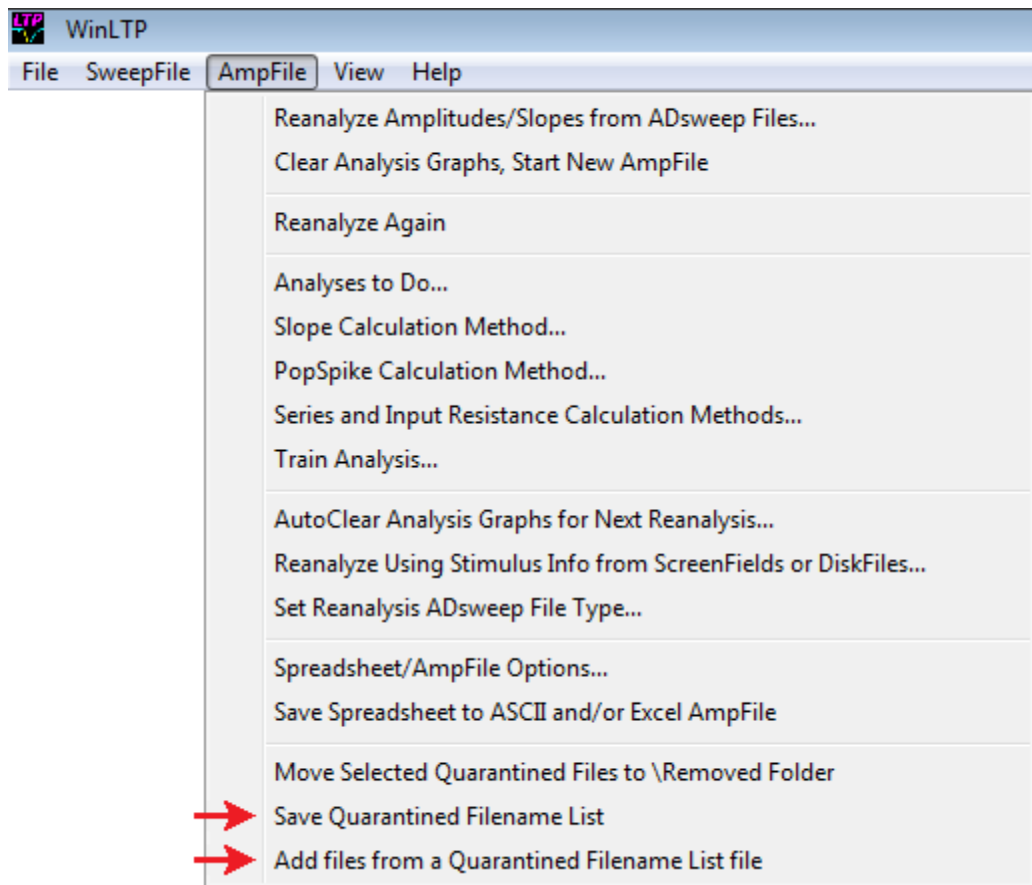 LTP WinLTP
File SweepFile AmpFile View Help
Reanalyze Amplitudes/Slopes from ADsweep Files...
Clear Analysis Graphs, Start New AmpFile
Reanalyze Again
Analyses to Do...
Slope Calculation Method...
PopSpike Calculation Method...
Series and Input Resistance Calculation Methods...
Train Analysis...
AutoClear Analysis Graphs for Next Reanalysis...
Reanalyze Using Stimulus Info from ScreenFields or DiskFiles...
Set Reanalysis ADsweep File Type...
Spreadsheet/AmpFile Options...
Save Spreadsheet to ASCII and/or Excel AmpFile
Move Selected Quarantined Files to \Removed Folder
Save Quarantined Filename List
Add files from a Quarantined Filename List file